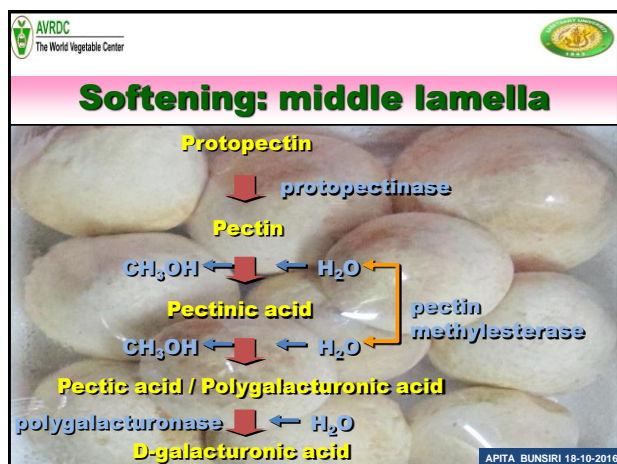 AVRDC
The World Vegetable Center
Softening: middle lamella
Protopectin
protopectinase
Pectin
CH₃OH H₂O
Pectinic acid
pectin
methylesterase
CH₃OH H₂O
Pectic acid / Polygalacturonic acid
polygalacturonase H₂O
D-galacturonic acid
APITA BUNSIRI 18-10-2016